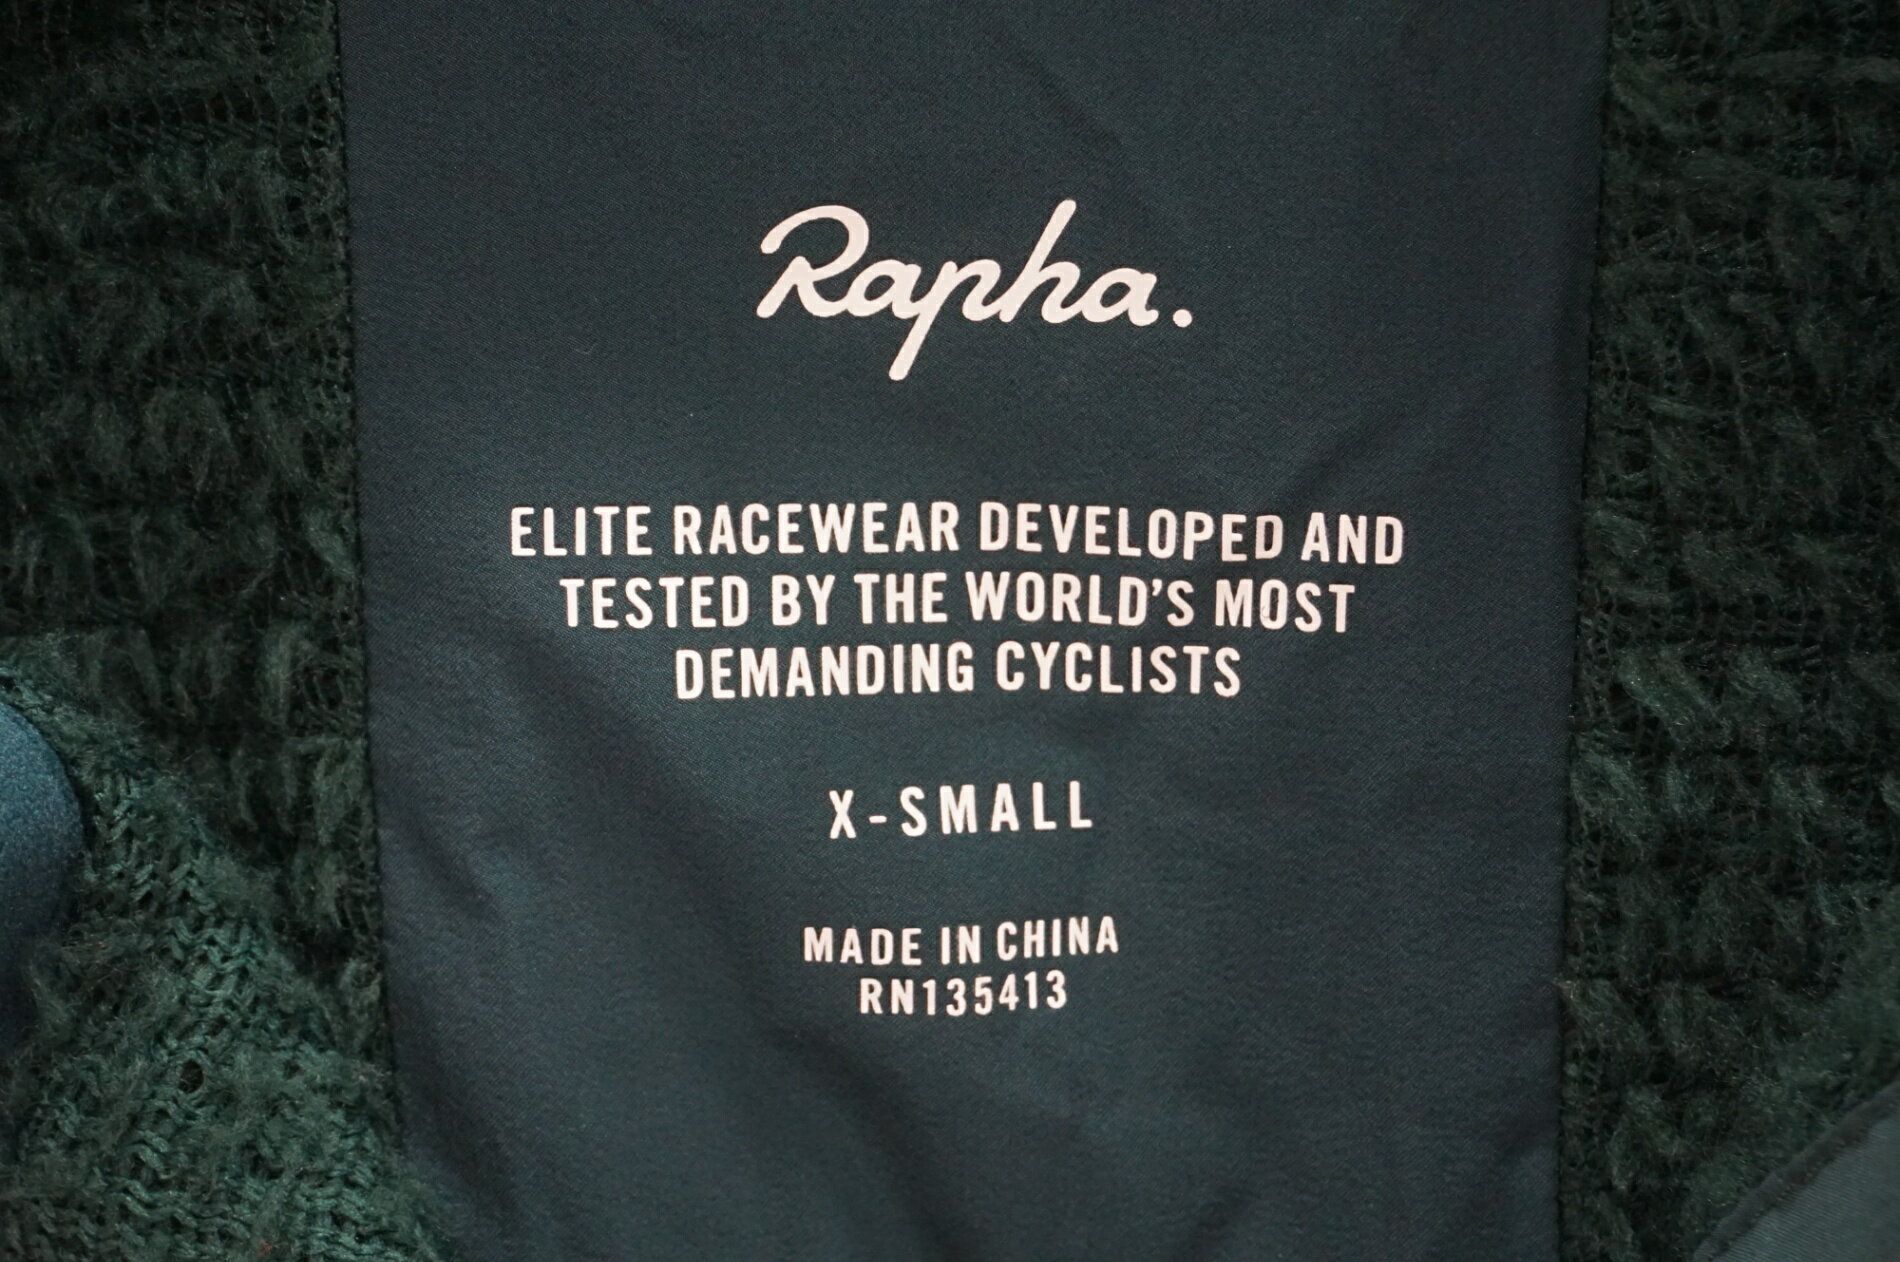 Rapha.
ELITE RACEWEAR DEVELOPED AND
TESTED BY THE WORLD'S MOST
DEMANDING CYCLISTS
X-SMALL
MADE IN CHINA
RN135413